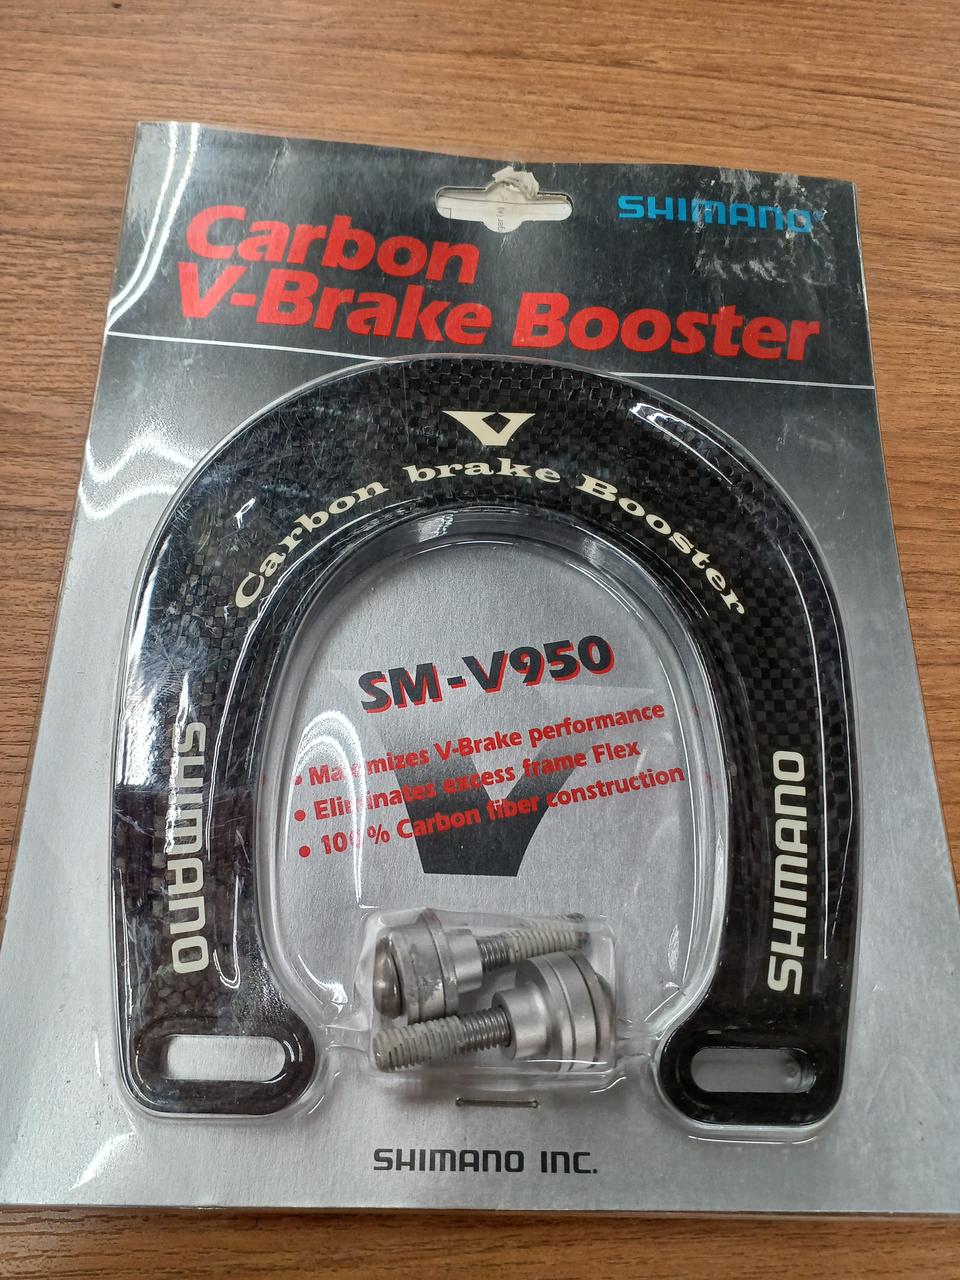 ger (A)
SHIMANO®
Carbon
V-Brake Booster
V
Carbon brake Booster
SM-V950
• Maximizes V-Brake performance
• Eliminates excess frame Flex
• 100% Carbon fiber construction
SHIMANO
SHIMANO
SHIMANO INC.